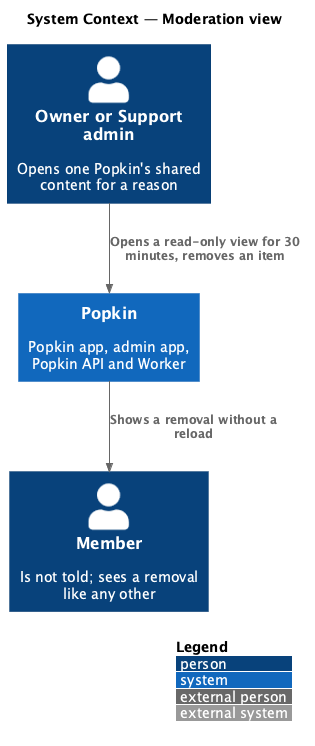 System Context — Moderation view
Owner or Support
admin
Opens one Popkin's shared
content for a reason
Opens a read-only view for 30
minutes, removes an item
Popkin
Popkin app, admin app,
Popkin API and Worker
Shows a removal without a
reload
Member
Is not told; sees a removal
like any other
Legend
person
system
external person
external system